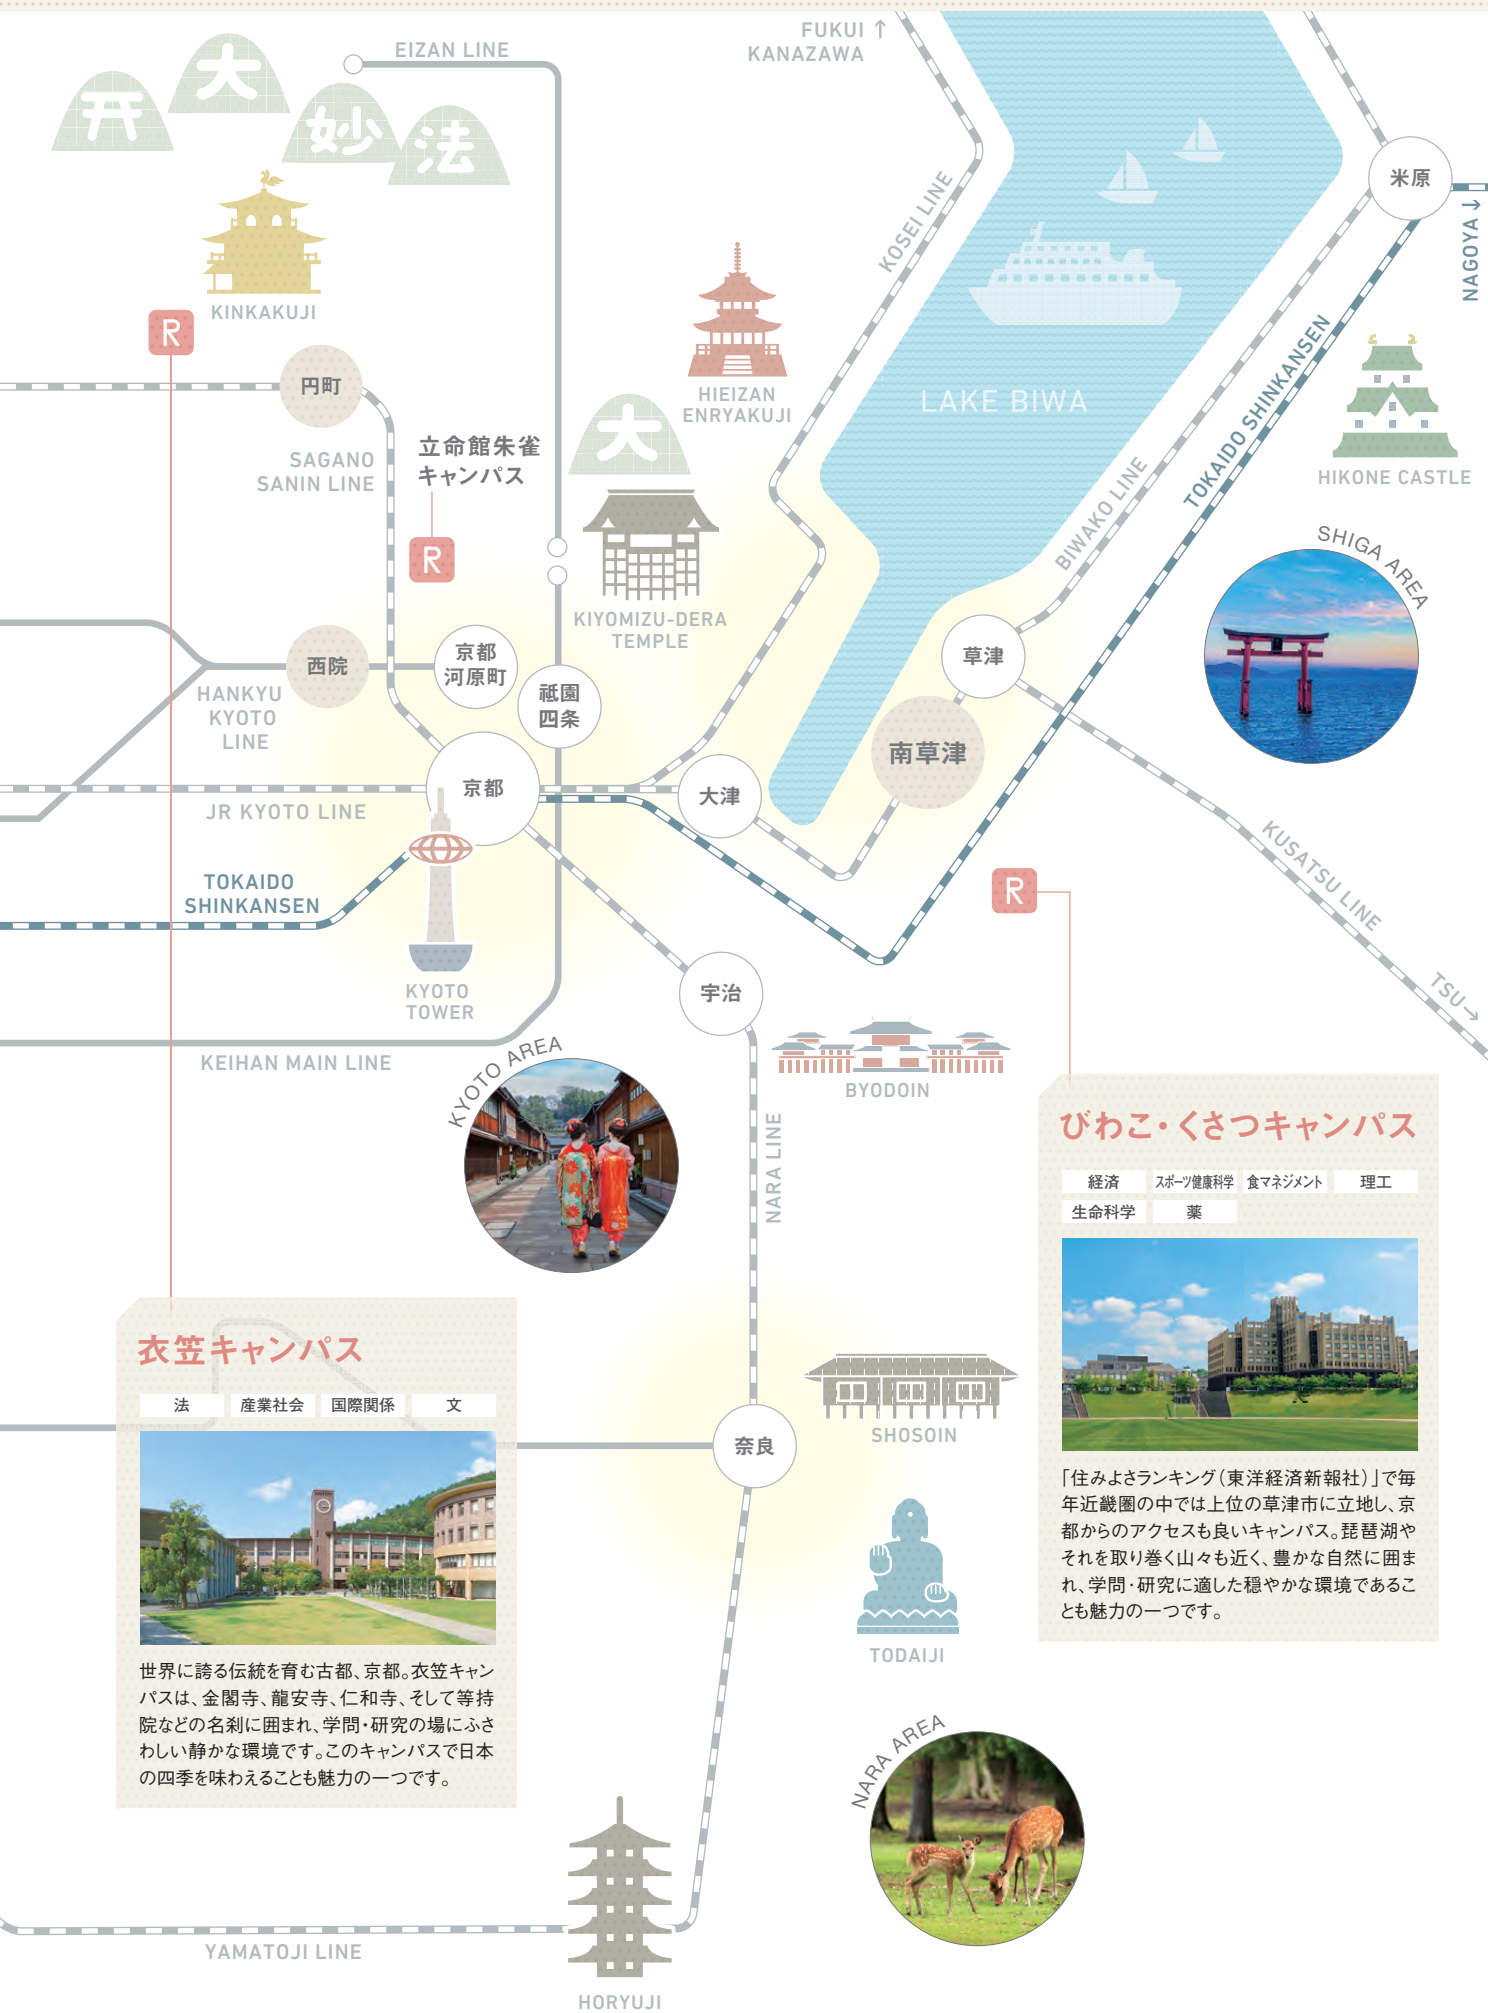 FUKUI ↑
KANAZAWA
EIZAN LINE
大
妙
法
KINKAKUJI
R
円町
SAGANO
SANIN LINE
立命館朱雀
キャンパス
R
HIEIZAN
ENRYAKUJI
大
KIYOMIZU-DERA
TEMPLE
KOSEI LINE
LAKE BIWA
米原
NAGOYA →
TOKAIDO SHINKANSEN
BIWAKO LINE
HIKONE CASTLE
SHIGA AREA
西院
HANKYU
KYOTO
LINE
京都
河原町
祇園
四条
草津
南草津
京都
大津
JR KYOTO LINE
TOKAIDO
SHINKANSEN
KYOTO
TOWER
KEIHAN MAIN LINE
KUSATSU LINE
TSU→
R
宇治
BYODOIN
KYOTO AREA
NARA LINE
びわこ・くさつキャンパス
経済 スポーツ健康科学 食マネジメント 理工
生命科学 薬
「住みよさランキング（東洋経済新報社）」で毎
年近畿圏の中では上位の草津市に立地し、京
都からのアクセスも良いキャンパス。琵琶湖や
それを取り巻く山々も近く、豊かな自然に囲ま
れ、学問・研究に適した穏やかな環境であるこ
とも魅力の一つです。
衣笠キャンパス
法 産業社会 国際関係 文
世界に誇る伝統を育む古都、京都。衣笠キャン
パスは、金閣寺、龍安寺、仁和寺、そして等持
院などの名刹に囲まれ、学問・研究の場にふさ
わしい静かな環境です。このキャンパスで日本
の四季を味わえることも魅力の一つです。
奈良
SHOSOIN
TODAIJI
NARA AREA
YAMATOJI LINE
HORYUJI